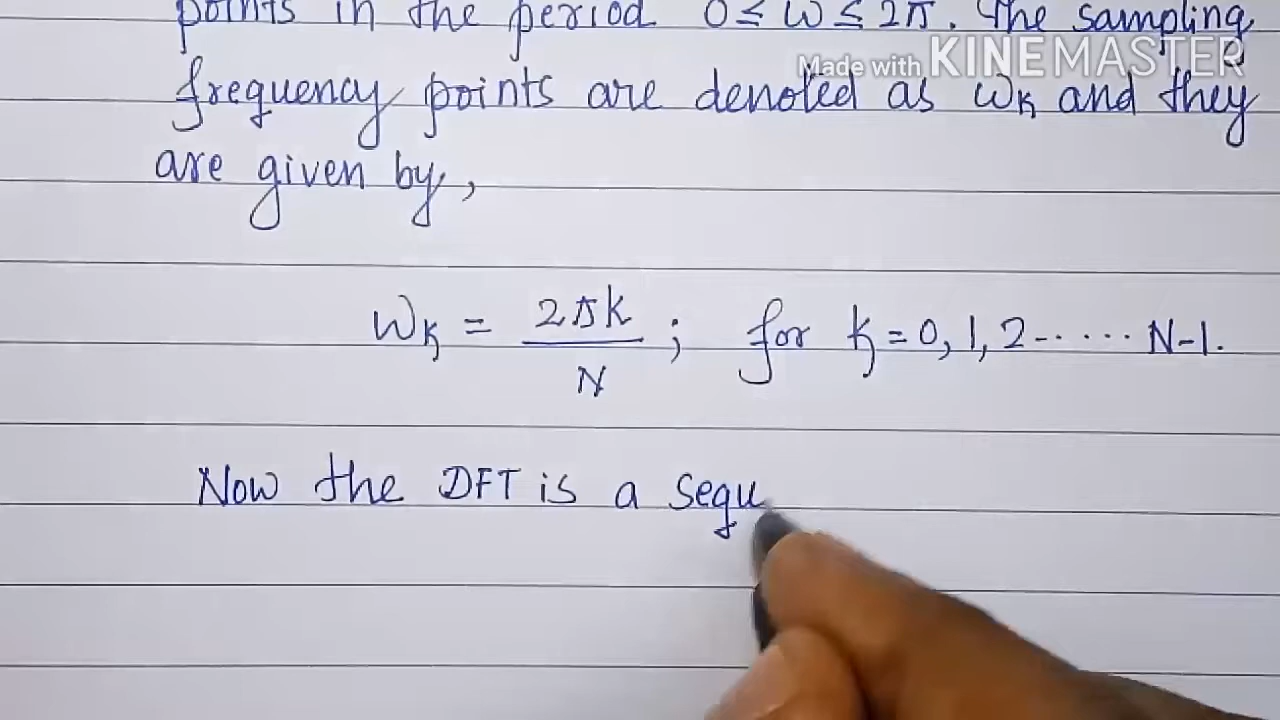 points in the period 0 ≤ ω ≤ 2π. The sampling
Made with KINEMASTER
frequency points are denoted as ωk and they
are given by,
ωk = 2πk / N ; for k = 0, 1, 2 ------ N-1.
Now the DFT is a sequ